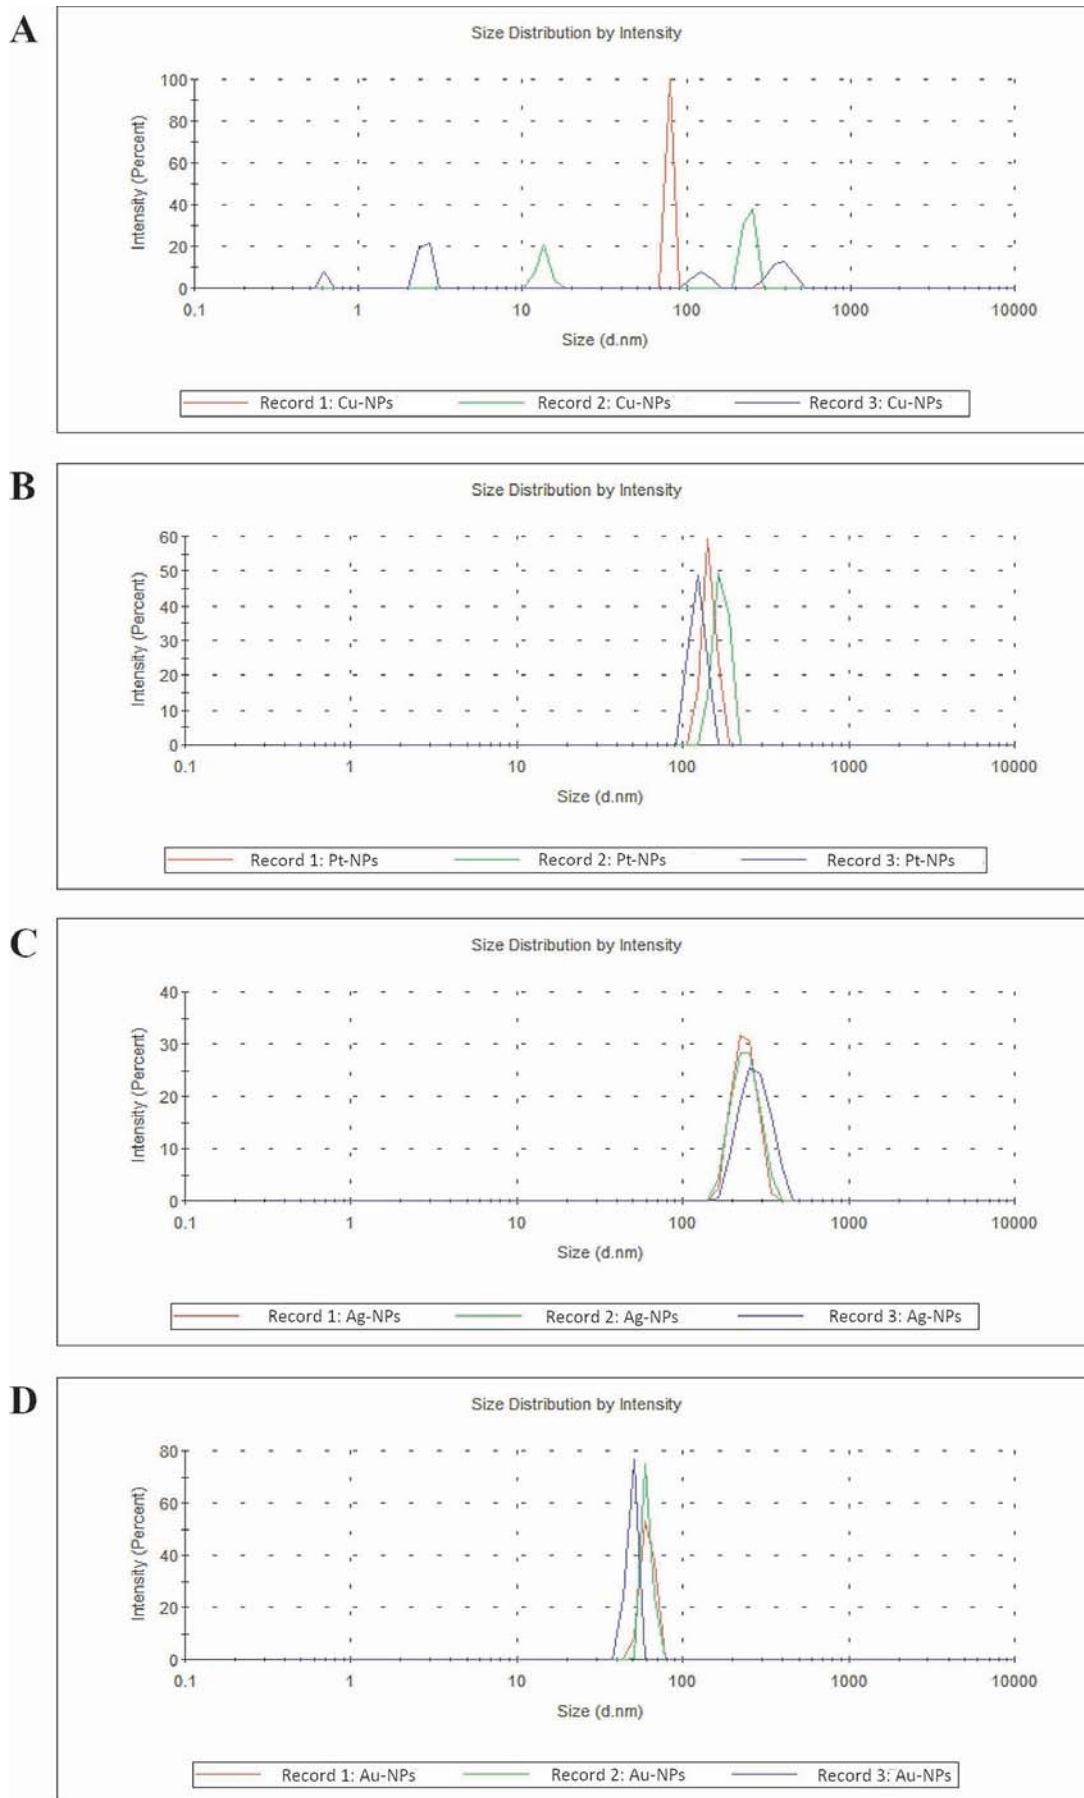 A
Size Distribution by Intensity
100
80
60
40
20
0
Intensity (Percent)
0.1 1 10 100 1000 10000
Size (d.nm)
Record 1: Cu-NPs Record 2: Cu-NPs Record 3: Cu-NPs
B
Size Distribution by Intensity
60
50
40
30
20
10
0
Intensity (Percent)
0.1 1 10 100 1000 10000
Size (d.nm)
Record 1: Pt-NPs Record 2: Pt-NPs Record 3: Pt-NPs
C
Size Distribution by Intensity
40
30
20
10
0
Intensity (Percent)
0.1 1 10 100 1000 10000
Size (d.nm)
Record 1: Ag-NPs Record 2: Ag-NPs Record 3: Ag-NPs
D
Size Distribution by Intensity
80
60
40
20
0
Intensity (Percent)
0.1 1 10 100 1000 10000
Size (d.nm)
Record 1: Au-NPs Record 2: Au-NPs Record 3: Au-NPs